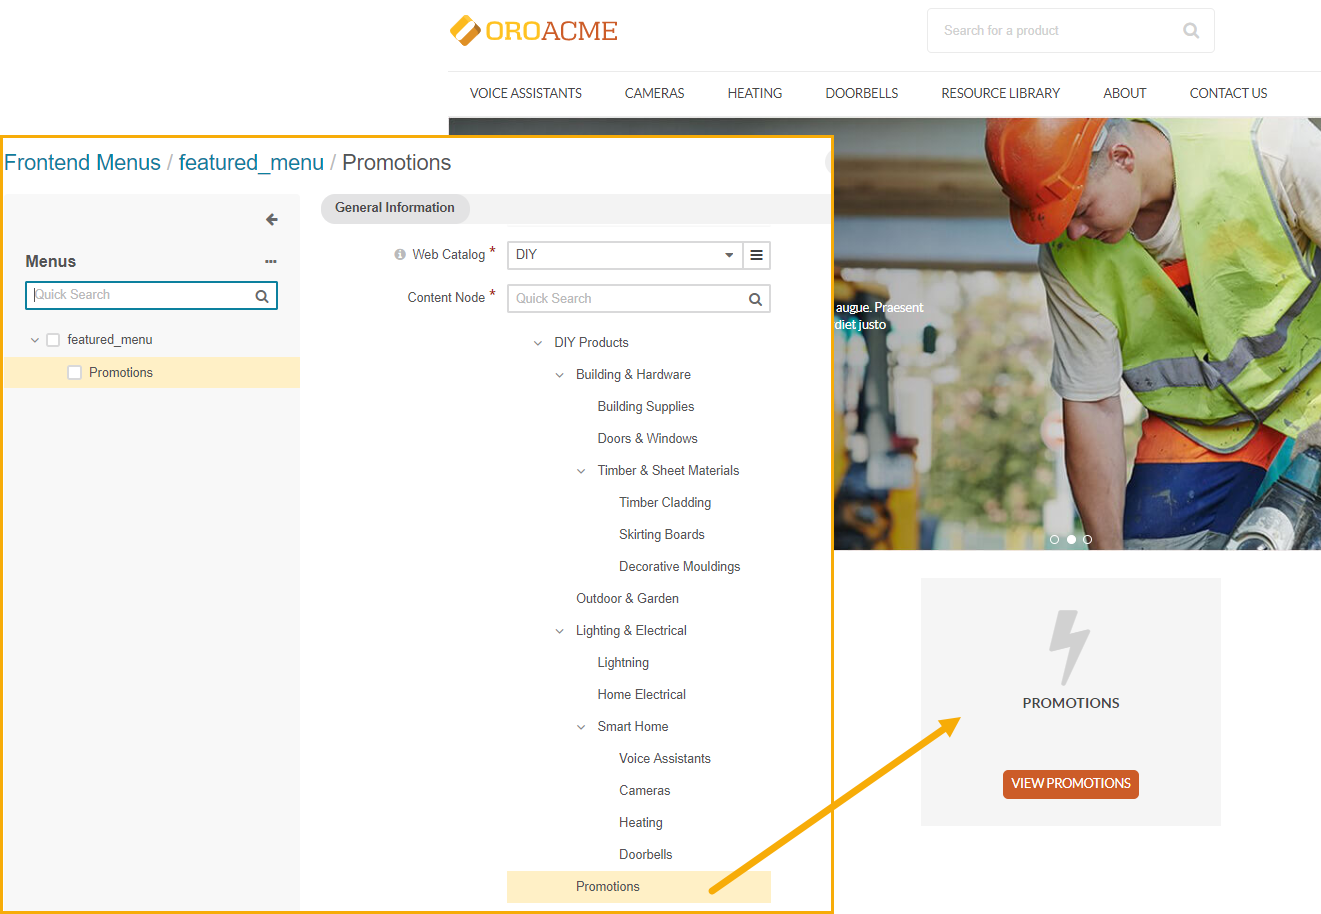 OROACME
Search for a product
VOICE ASSISTANTS CAMERAS HEATING DOORBELLS RESOURCE LIBRARY ABOUT CONTACT US
Frontend Menus / featured_menu / Promotions
General Information
Menus
Quick Search
featured_menu
Promotions
Web Catalog *
DIY
Content Node *
Quick Search
DIY Products
Building & Hardware
Building Supplies
Doors & Windows
Timber & Sheet Materials
Timber Cladding
Skirting Boards
Decorative Mouldings
Outdoor & Garden
Lighting & Electrical
Lightning
Home Electrical
Smart Home
Voice Assistants
Cameras
Heating
Doorbells
Promotions
augue. Praesent
diet justo
PROMOTIONS
VIEW PROMOTIONS